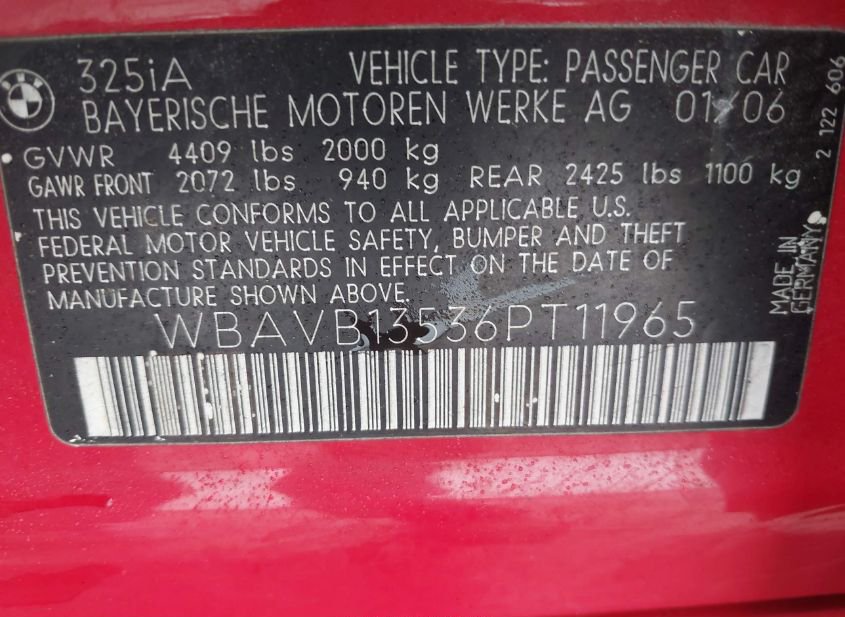 325iA VEHICLE TYPE: PASSENGER CAR
BAYERISCHE MOTOREN WERKE AG 01/06
GVWR 4409 lbs 2000 kg
GAWR FRONT 2072 lbs 940 kg REAR 2425 lbs 1100 kg
THIS VEHICLE CONFORMS TO ALL APPLICABLE U.S.
FEDERAL MOTOR VEHICLE SAFETY, BUMPER AND THEFT
PREVENTION STANDARDS IN EFFECT ON THE DATE OF
MANUFACTURE SHOWN ABOVE.
WBAVB13536PT11965
2 122 606
MADE IN
GERMANY